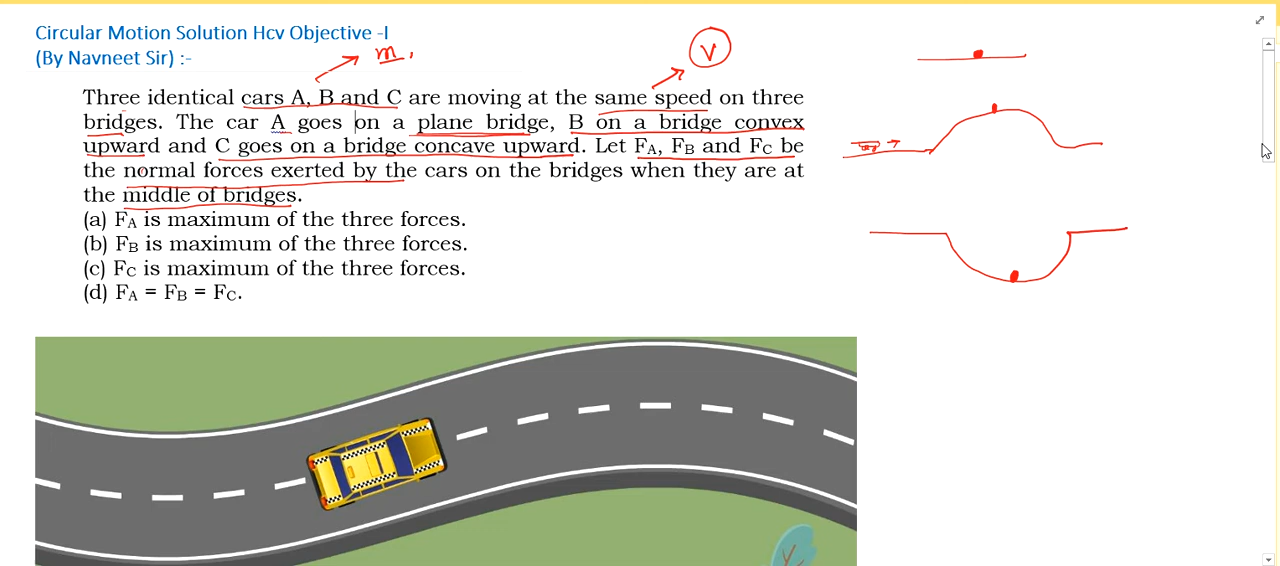 Circular Motion Solution Hcv Objective -I
(By Navneet Sir) :-
m,
V
Three identical cars A, B and C are moving at the same speed on three
bridges. The car A goes on a plane bridge, B on a bridge convex
upward and C goes on a bridge concave upward. Let FA, FB and FC be
the normal forces exerted by the cars on the bridges when they are at
the middle of bridges.
(a) FA is maximum of the three forces.
(b) FB is maximum of the three forces.
(c) FC is maximum of the three forces.
(d) FA = FB = FC.